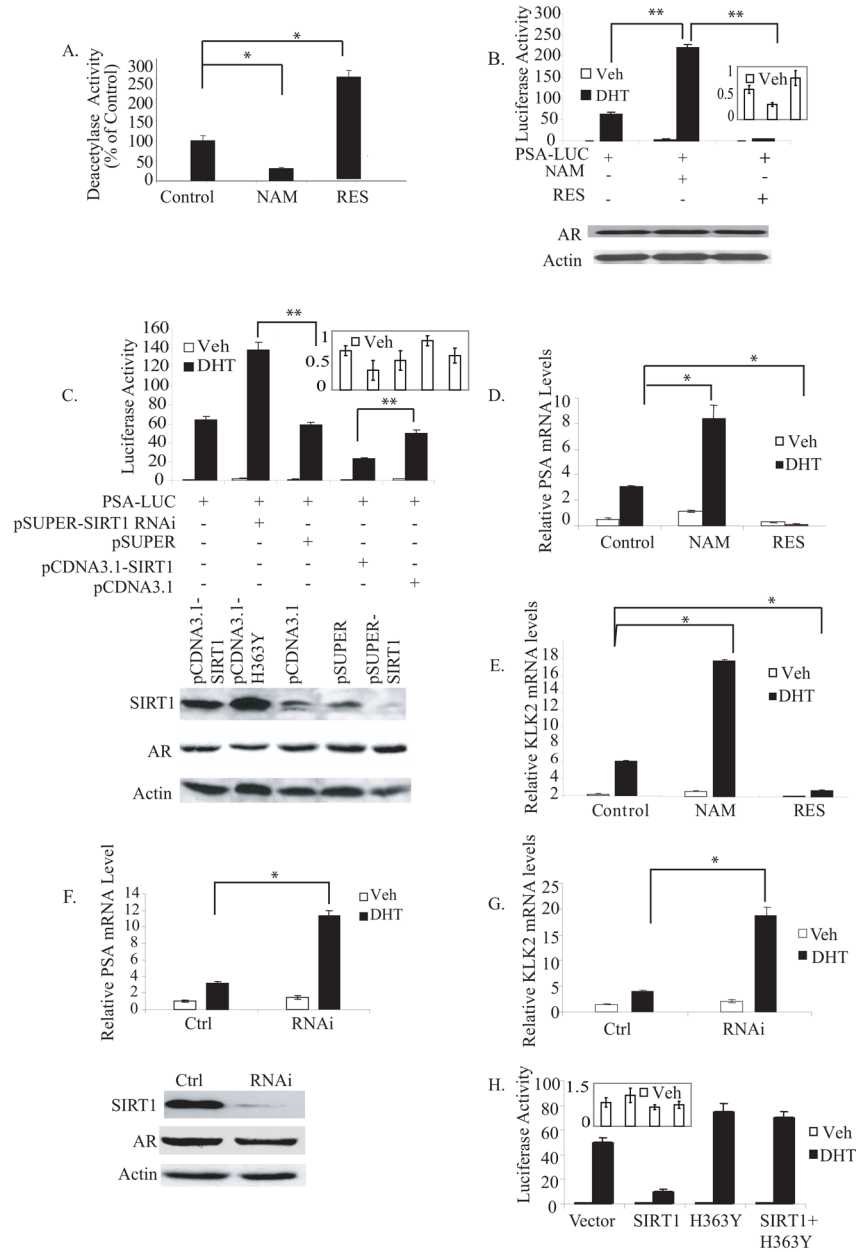 A.
*
*
Deacetylase Activity
(% of Control)
300
250
200
150
100
50
0
Control NAM RES
B.
**
**
Luciferase Activity
300
250
200
150
100
50
0
Veh
DHT
1
0.5
0
Veh
PSA-LUC + + +
NAM - + -
RES - - +
AR
Actin
C.
**
**
Luciferase Activity
160
140
120
100
80
60
40
20
0
Veh
DHT
1
0.5
0
Veh
PSA-LUC + + + + +
pSUPER-SIRT1 RNAi - + - - -
pSUPER - - + - -
pCDNA3.1-SIRT1 - - - + -
pCDNA3.1 - - - - +
pCDNA3.1-
SIRT1
pCDNA3.1-
H363Y
pCDNA3.1
pSUPER
pSUPER-
SIRT1
SIRT1
AR
Actin
D.
*
*
Relative PSA mRNA Levels
10
8
6
4
2
0
Veh
DHT
Control NAM RES
E.
*
*
Relative KLK2 mRNA levels
18
16
14
12
10
8
6
4
2
Veh
DHT
Control NAM RES
F.
*
Relative PSA mRNA Level
14
12
10
8
6
4
2
0
Veh
DHT
Ctrl RNAi
Ctrl RNAi
SIRT1
AR
Actin
G.
*
Relative KLK2 mRNA levels
25
20
15
10
5
0
Veh
DHT
Ctrl RNAi
H.
Luciferase Activity
100
80
60
40
20
0
1.5
0
Veh
Veh
DHT
Vector SIRT1 H363Y SIRT1+
H363Y